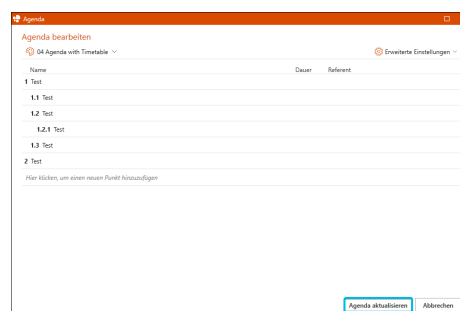 Agenda
Agenda bearbeiten
04 Agenda with Timetable
Erweiterte Einstellungen
Name Dauer Referent
1 Test
1.1 Test
1.2 Test
1.2.1 Test
1.3 Test
2 Test
Hier klicken, um einen neuen Punkt hinzuzufügen
Agenda aktualisieren Abbrechen